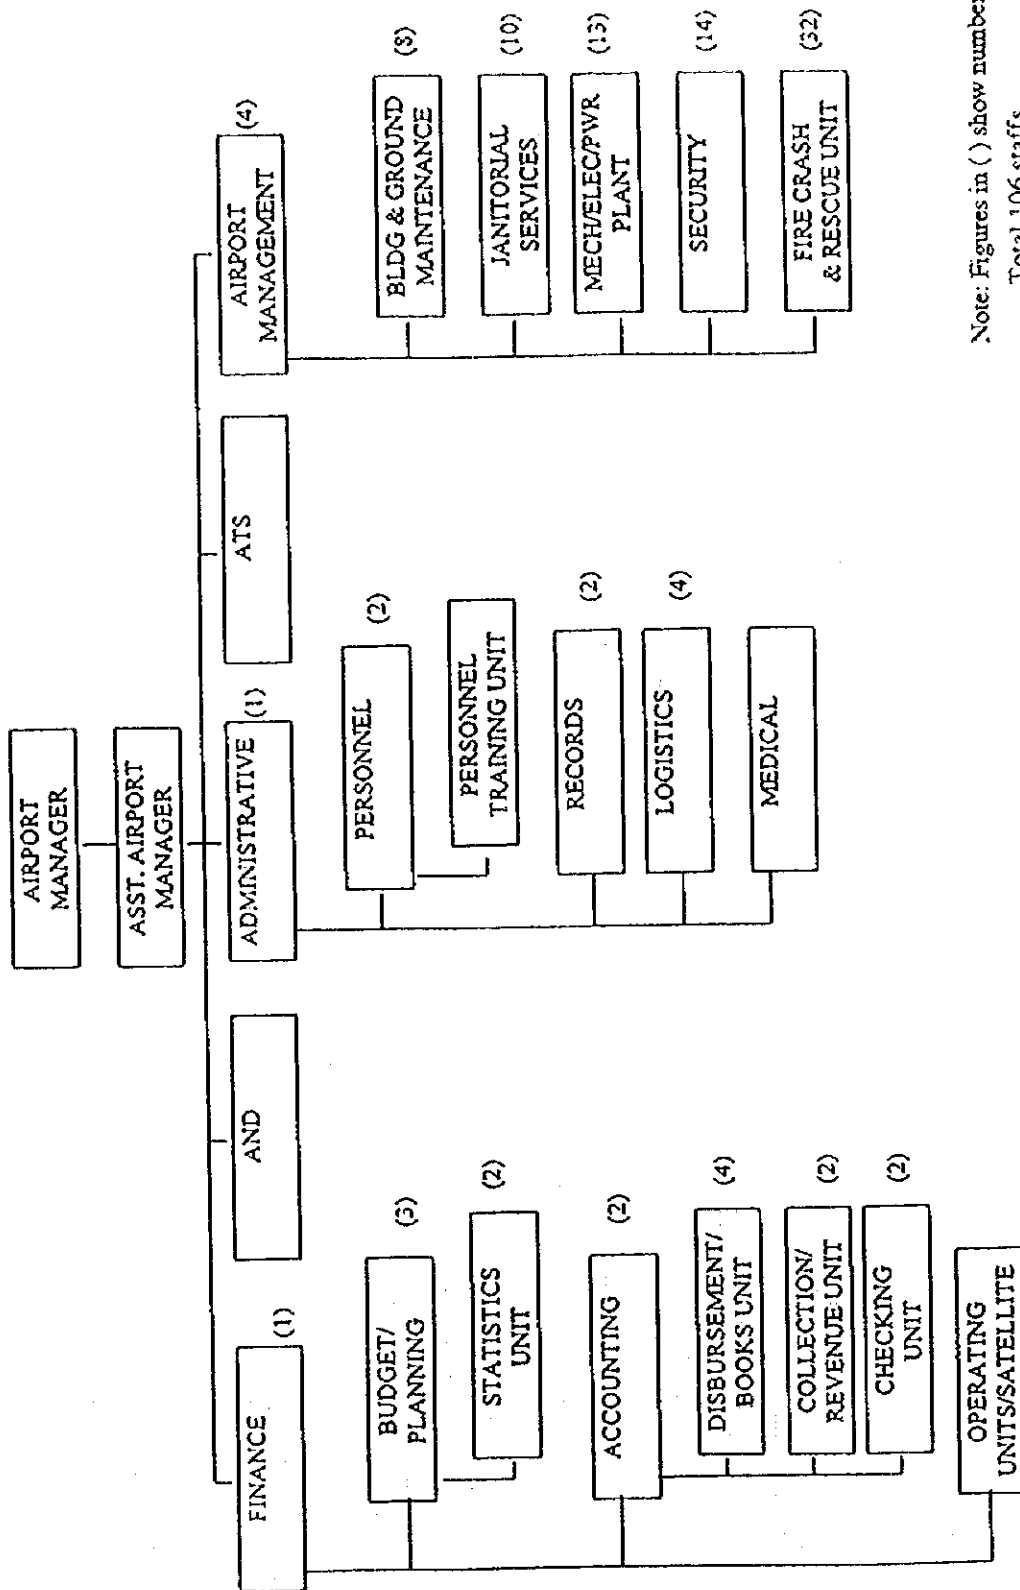 AIRPORT
MANAGER
ASST. AIRPORT
MANAGER
FINANCE
(1)
AND
ADMINISTRATIVE
(1)
ATS
AIRPORT
MANAGEMENT
(4)
BUDGET/
PLANNING
(3)
STATISTICS
UNIT
(2)
ACCOUNTING
(2)
DISBURSEMENT/
BOOKS UNIT
(4)
COLLECTION/
REVENUE UNIT
(2)
CHECKING
UNIT
(2)
OPERATING
UNITS/SATELLITE
PERSONNEL
(2)
PERSONNEL
TRAINING UNIT
RECORDS
(2)
LOGISTICS
(4)
MEDICAL
BLDG & GROUND
MAINTENANCE
(8)
JANITORIAL
SERVICES
(10)
MECH/ELEC/PWR
PLANT
(13)
SECURITY
(14)
FIRE CRASH
& RESCUE UNIT
(32)
Note: Figures in ( ) show number
Total 106 staffs